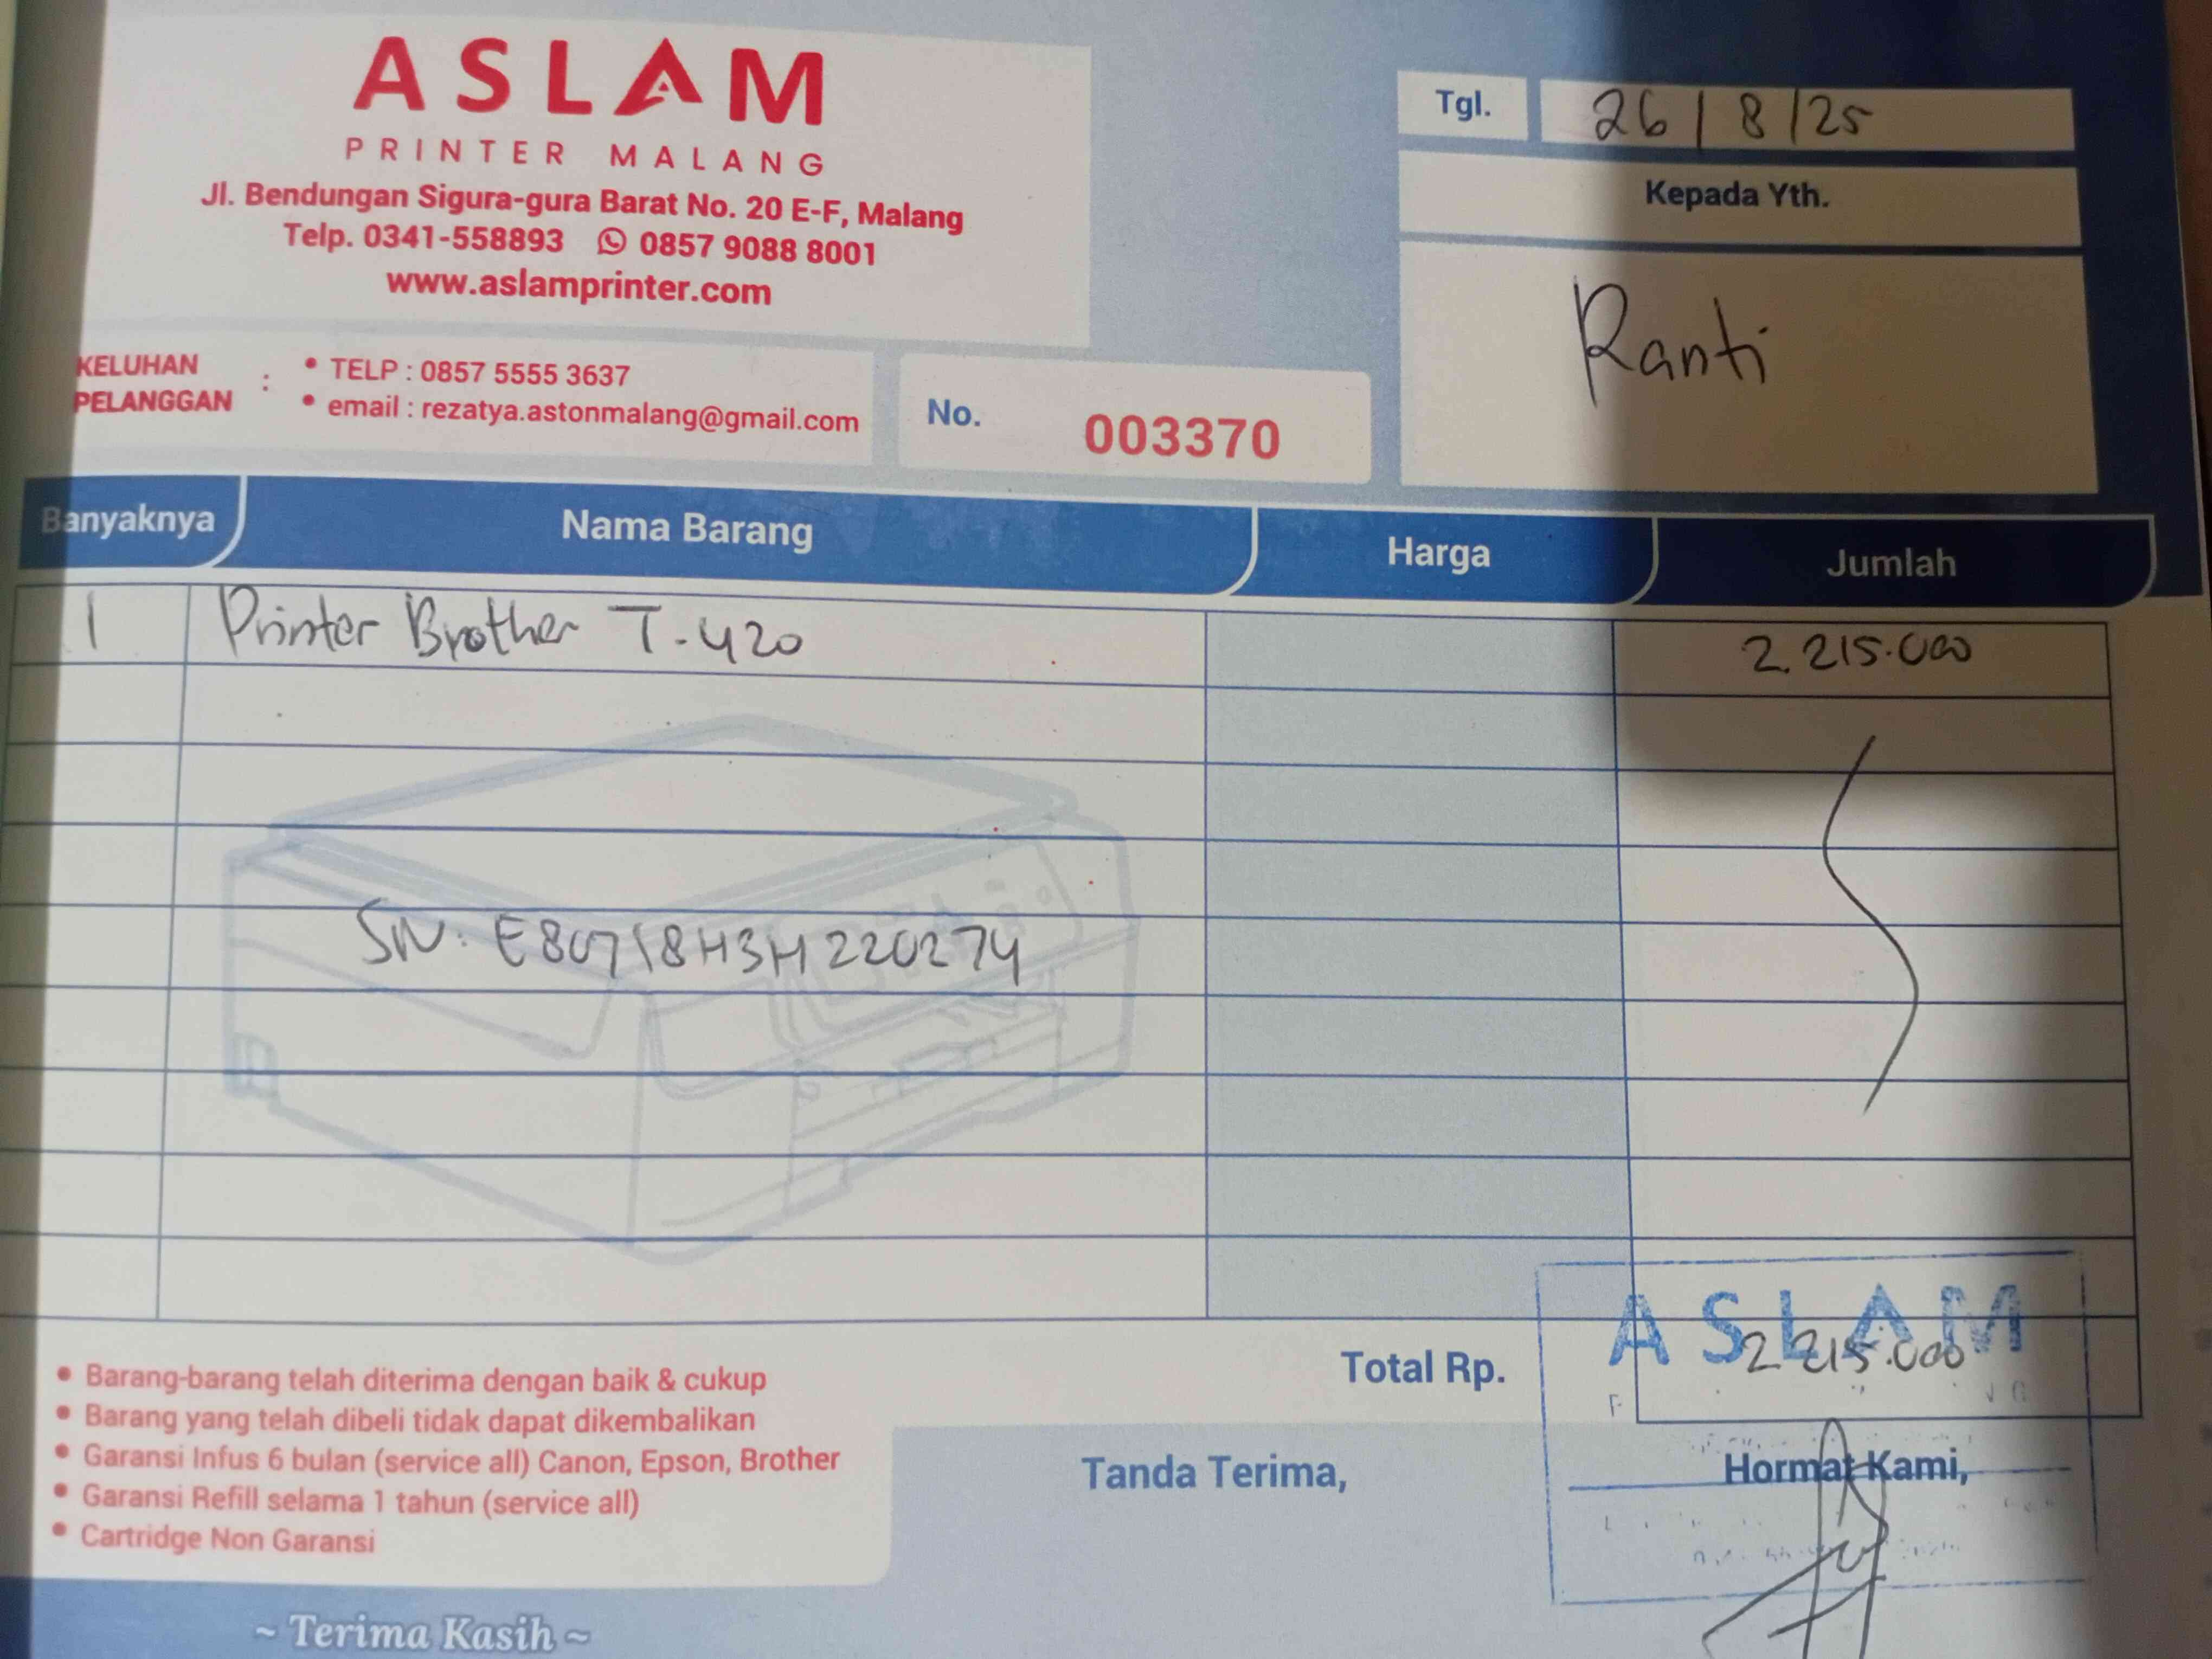 ASLAM
PRINTER MALANG
Jl. Bendungan Sigura-gura Barat No. 20 E-F, Malang
Telp. 0341-558893 0857 9088 8001
www.aslamprinter.com
Tgl. 26/8/25
Kepada Yth.
Ranti
KELUHAN PELANGGAN :
• TELP : 0857 5555 3637
• email : rezatya.astonmalang@gmail.com
No. 003370
Banyaknya Nama Barang Harga Jumlah
1 Printer Brother T-420 2.215.000
SN: E80718H3H220274
Total Rp. 2.215.000
ASLAM
• Barang-barang telah diterima dengan baik & cukup
• Barang yang telah dibeli tidak dapat dikembalikan
• Garansi Infus 6 bulan (service all) Canon, Epson, Brother
• Garansi Refill selama 1 tahun (service all)
• Cartridge Non Garansi
Tanda Terima,
Hormat Kami,
~ Terima Kasih ~